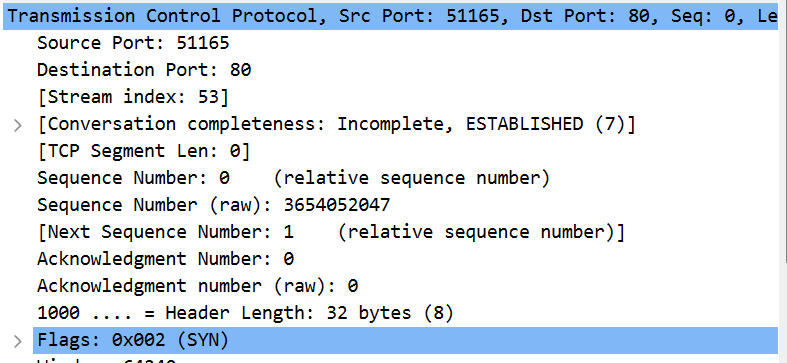 Transmission Control Protocol, Src Port: 51165, Dst Port: 80, Seq: 0, Le
Source Port: 51165
Destination Port: 80
[Stream index: 53]
[Conversation completeness: Incomplete, ESTABLISHED (7)]
[TCP Segment Len: 0]
Sequence Number: 0    (relative sequence number)
Sequence Number (raw): 3654052047
[Next Sequence Number: 1    (relative sequence number)]
Acknowledgment Number: 0
Acknowledgment number (raw): 0
1000 .... = Header Length: 32 bytes (8)
Flags: 0x002 (SYN)